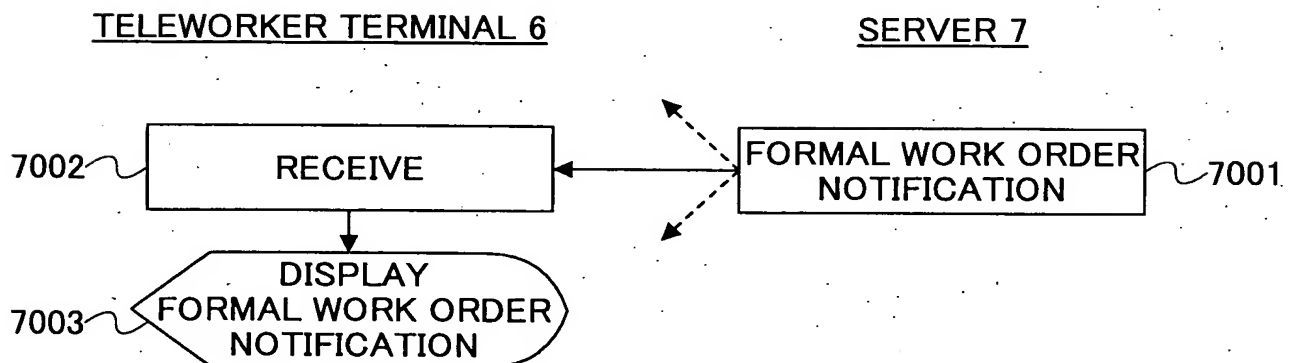 TELEWORKER TERMINAL 6
SERVER 7
7002
RECEIVE
FORMAL WORK ORDER
NOTIFICATION
7001
DISPLAY
FORMAL WORK ORDER
NOTIFICATION
7003